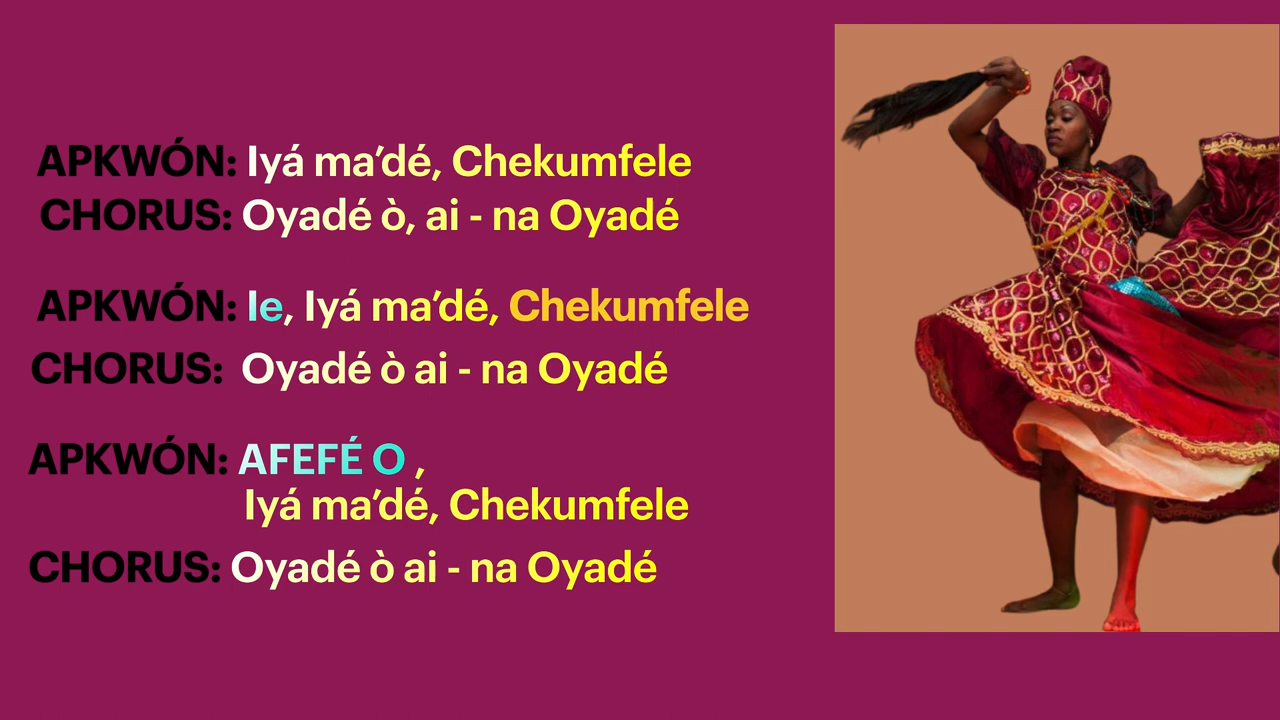 APKWÓN: Iyá ma’dé, Chekumfele
CHORUS: Oyadé ò, ai - na Oyadé
APKWÓN: Ie, Iyá ma’dé, Chekumfele
CHORUS: Oyadé ò ai - na Oyadé
APKWÓN: AFEFÉ O ,
Iyá ma’dé, Chekumfele
CHORUS: Oyadé ò ai - na Oyadé